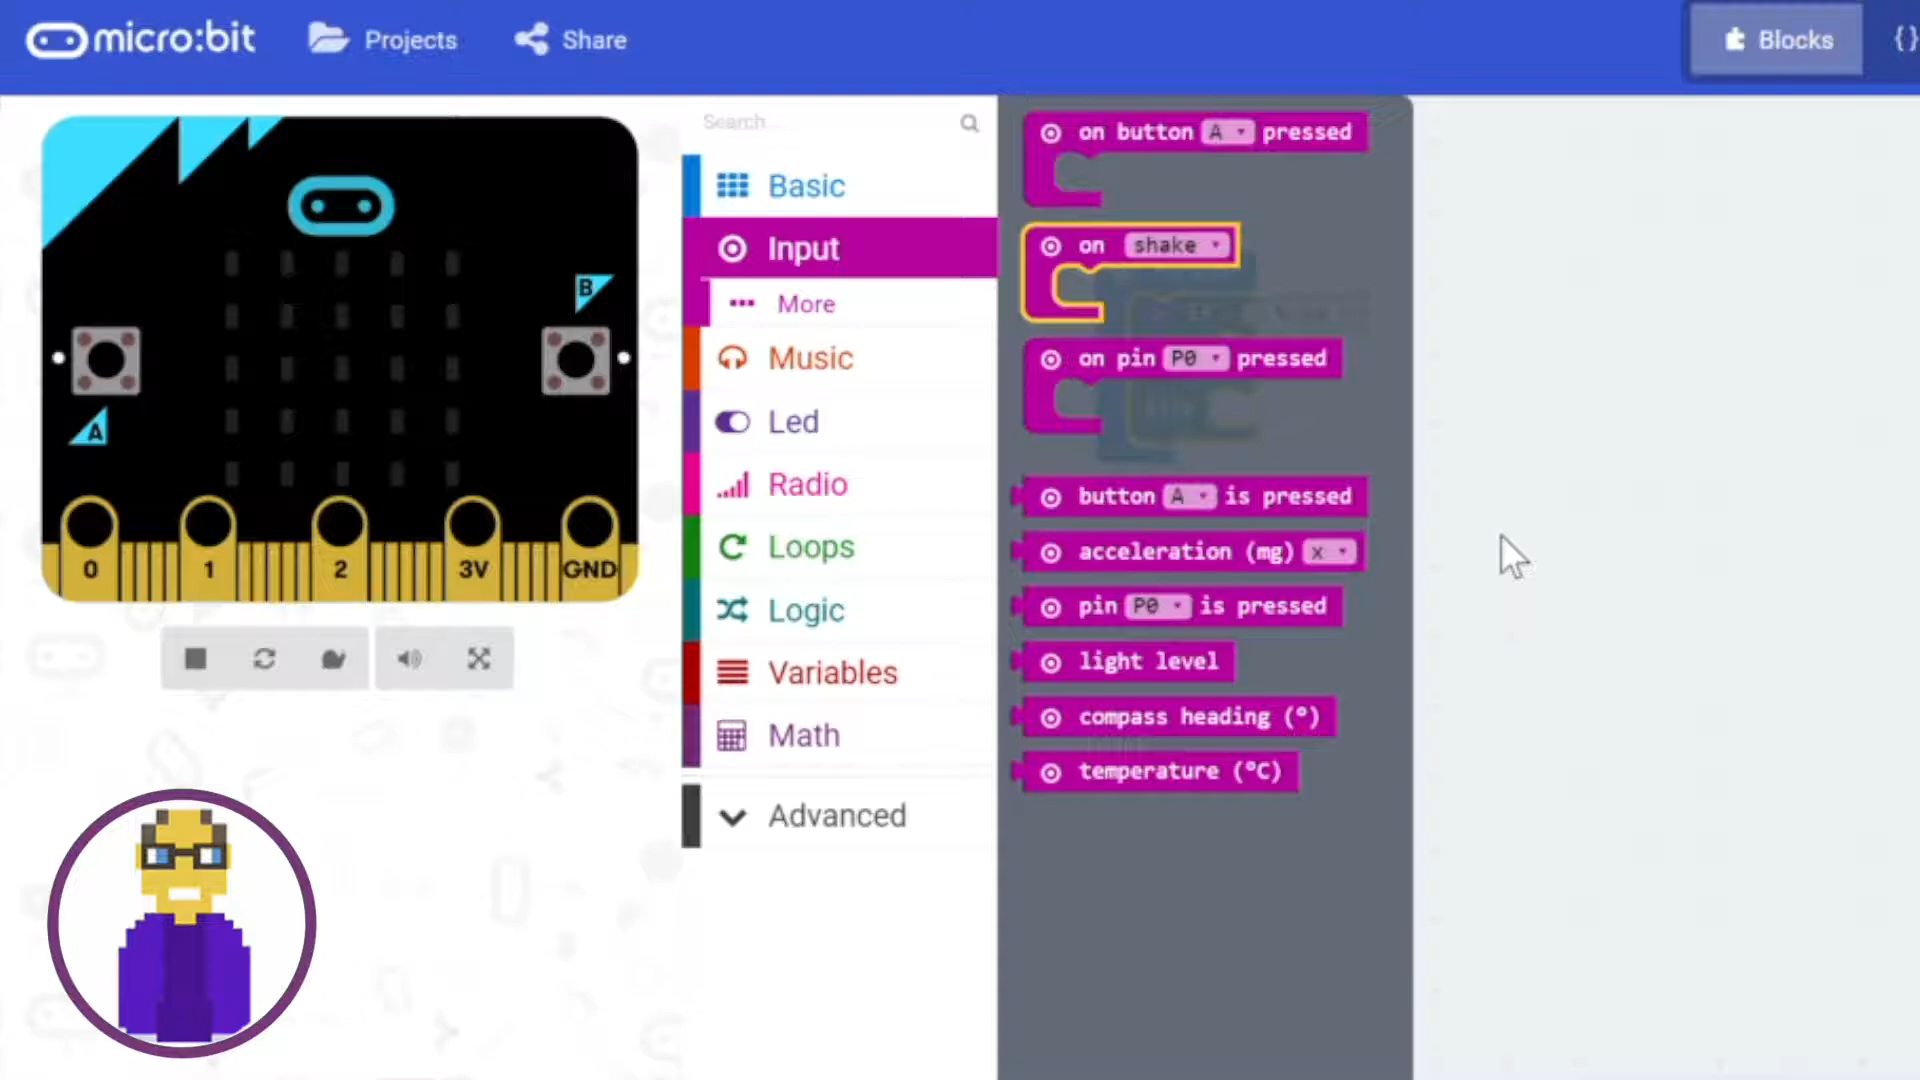 micro:bit
Projects
Share
Blocks
{}
Search...
Basic
Input
More
Music
Led
Radio
Loops
Logic
Variables
Math
Advanced
on button A pressed
on shake
on pin P0 pressed
button A is pressed
acceleration (mg) x
pin P0 is pressed
light level
compass heading (°)
temperature (°C)
B
A
0 1 2 3V GND